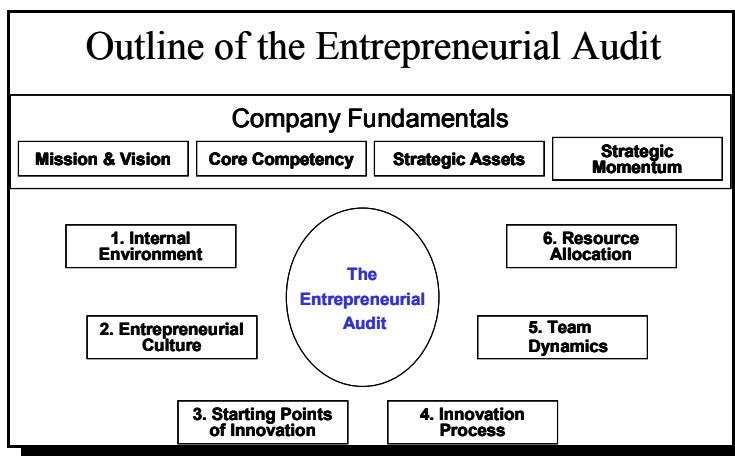 Outline of the Entrepreneurial Audit
Company Fundamentals
Mission & Vision
Core Competency
Strategic Assets
Strategic
Momentum
1. Internal
Environment
2. Entrepreneurial
Culture
3. Starting Points
of Innovation
4. Innovation
Process
5. Team
Dynamics
6. Resource
Allocation
The
Entrepreneurial
Audit